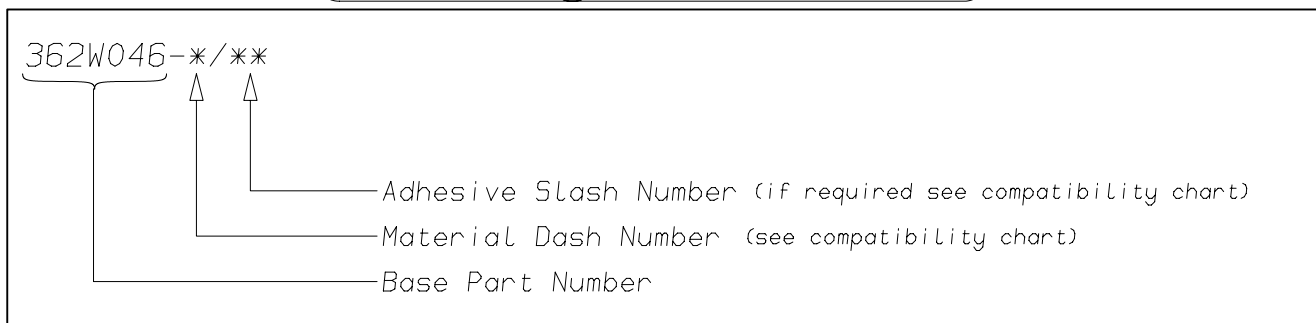 362W046-*/**
Adhesive Slash Number (if required see compatibility chart)
Material Dash Number (see compatibility chart)
Base Part Number